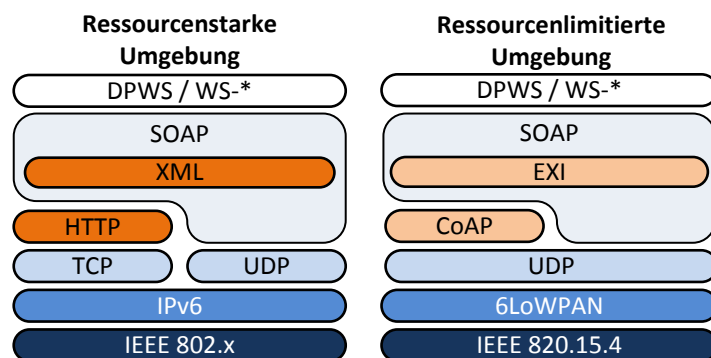 Ressourcenstarke
Umgebung
DPWS / WS-*
SOAP
XML
HTTP
TCP
UDP
IPv6
IEEE 802.x
Ressourcenlimitierte
Umgebung
DPWS / WS-*
SOAP
EXI
CoAP
UDP
6LoWPAN
IEEE 820.15.4